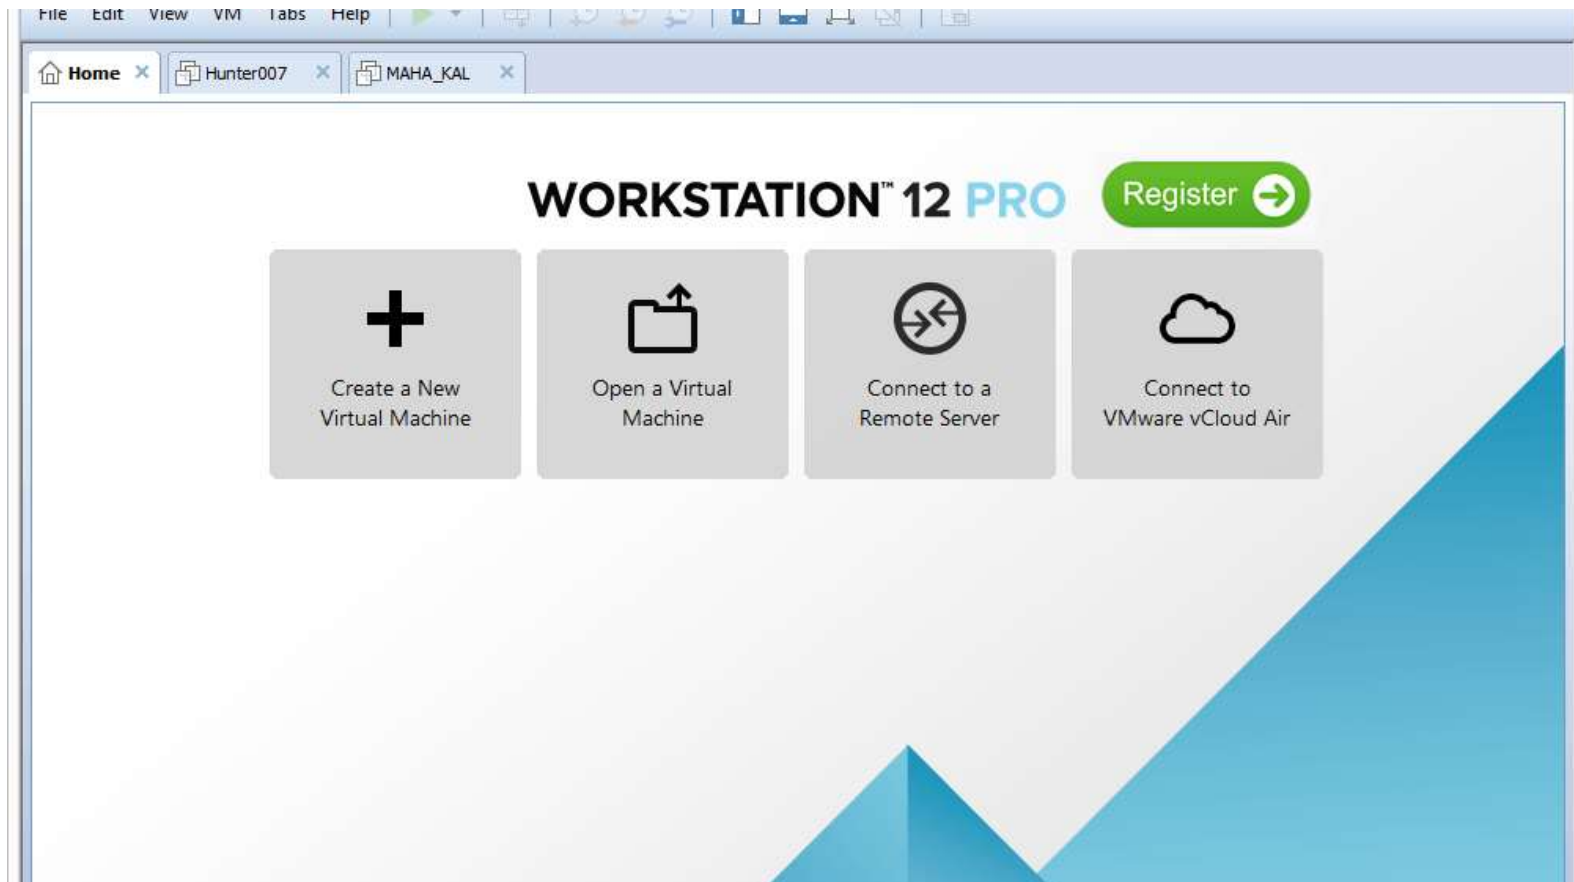 File Edit View VM Tabs Help
Home Hunter007 MAHA_KAL
WORKSTATION™ 12 PRO Register
Create a New
Virtual Machine
Open a Virtual
Machine
Connect to a
Remote Server
Connect to
VMware vCloud Air